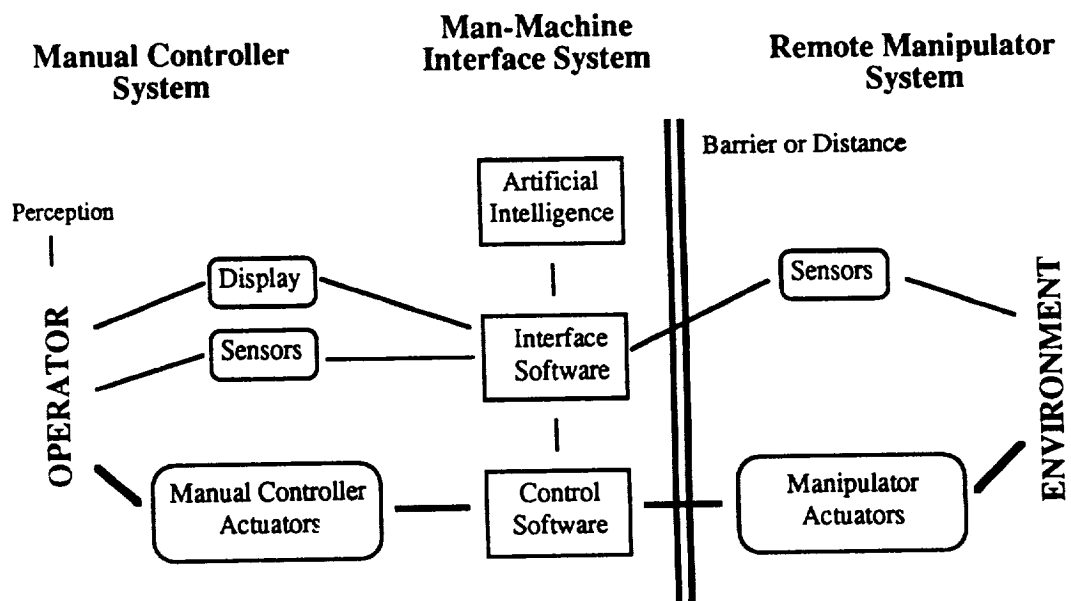 Manual Controller
System
Man-Machine
Interface System
Remote Manipulator
System
Barrier or Distance
Artificial
Intelligence
Perception
Display
Sensors
Interface
Software
Sensors
OPERATOR
ENVIRONMENT
Manual Controller
Actuators
Control
Software
Manipulator
Actuators